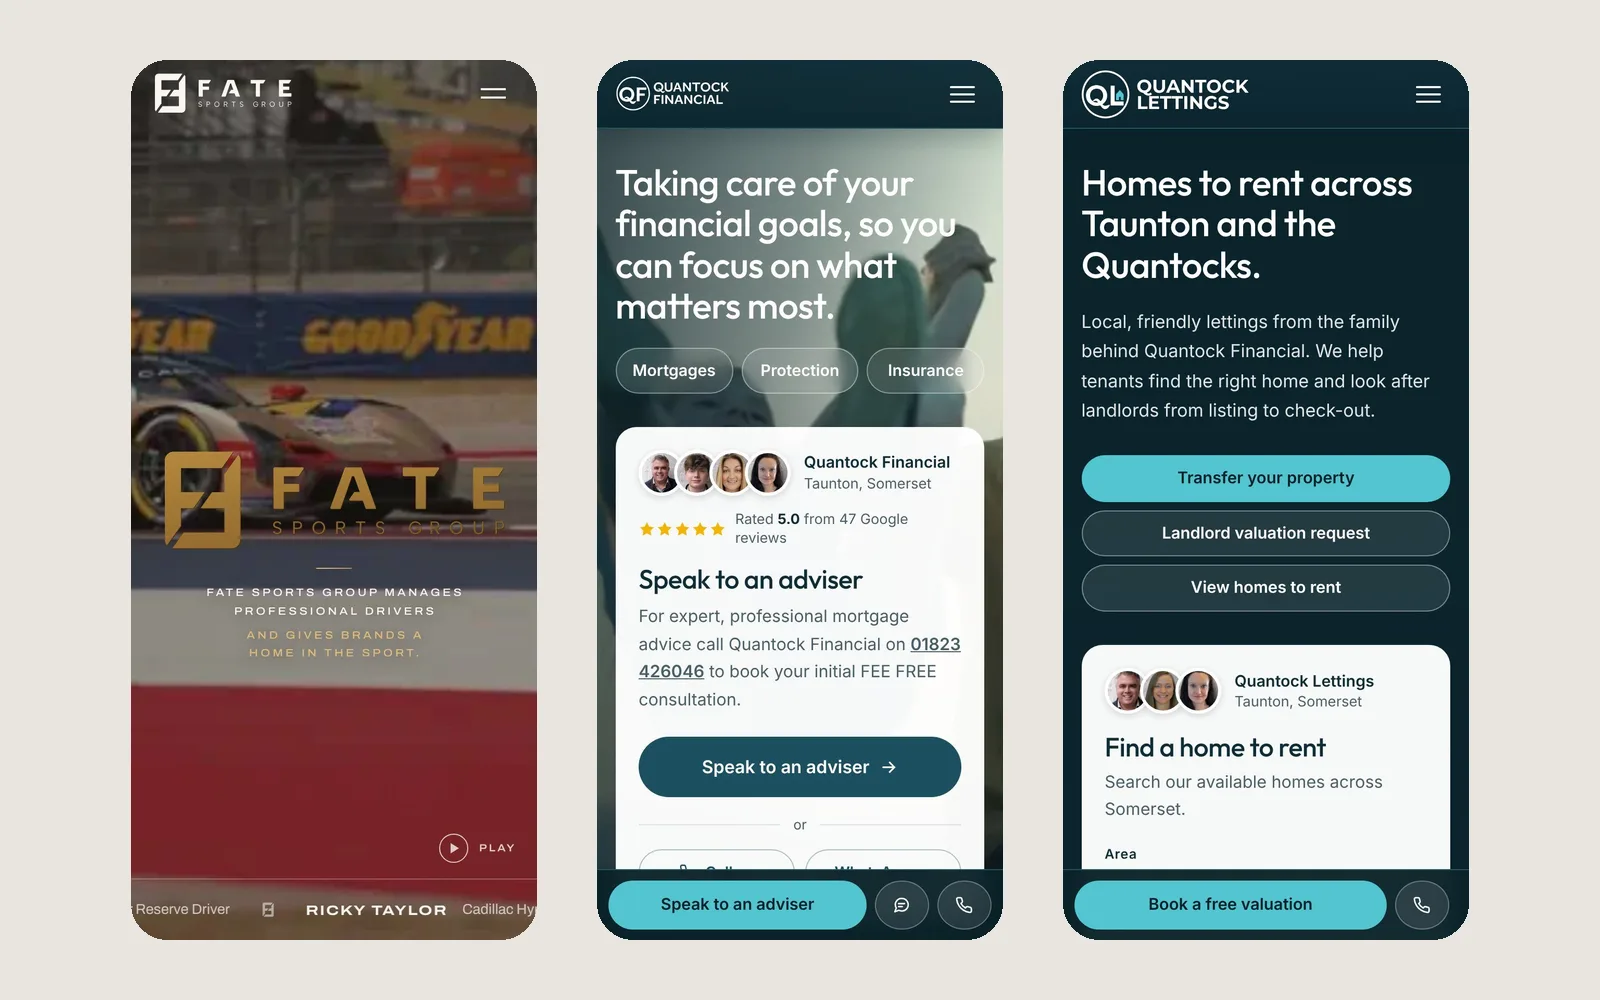 FATE
SPORTS GROUP
GOODYEAR
FATE
SPORTS GROUP
FATE SPORTS GROUP MANAGES
PROFESSIONAL DRIVERS
AND GIVES BRANDS A
HOME IN THE SPORT.
PLAY
Reserve Driver
RICKY TAYLOR
Cadillac
QF
QUANTOCK
FINANCIAL
Taking care of your
financial goals, so you
can focus on what
matters most.
Mortgages
Protection
Insurance
Quantock Financial
Taunton, Somerset
Rated 5.0 from 47 Google
reviews
Speak to an adviser
For expert, professional mortgage
advice call Quantock Financial on 01823
426046 to book your initial FEE FREE
consultation.
Speak to an adviser →
or
Speak to an adviser
QL
QUANTOCK
LETTINGS
Homes to rent across
Taunton and the
Quantocks.
Local, friendly lettings from the family
behind Quantock Financial. We help
tenants find the right home and look after
landlords from listing to check-out.
Transfer your property
Landlord valuation request
View homes to rent
Quantock Lettings
Taunton, Somerset
Find a home to rent
Search our available homes across
Somerset.
Area
Book a free valuation